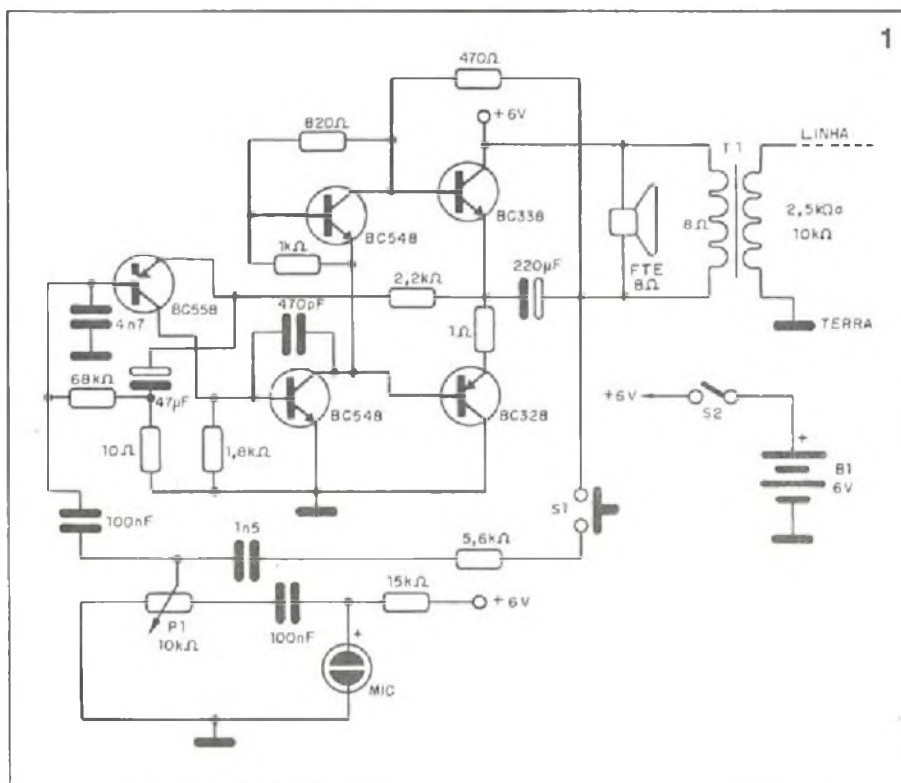 1
470Ω
+6V
820Ω
T1
LINHA
BC338
BC548
8Ω
2,5kΩa
10kΩ
1kΩ
FTE
8Ω
2,2kΩ
220µF
BC558
470pF
4n7
1Ω
TERRA
68kΩ
47µF
+6V
S2
BC548
BC328
10Ω
1,8kΩ
+
B1
6V
100nF
1n5
S1
5,6kΩ
15kΩ
+6V
P1
10kΩ
100nF
+
MIC